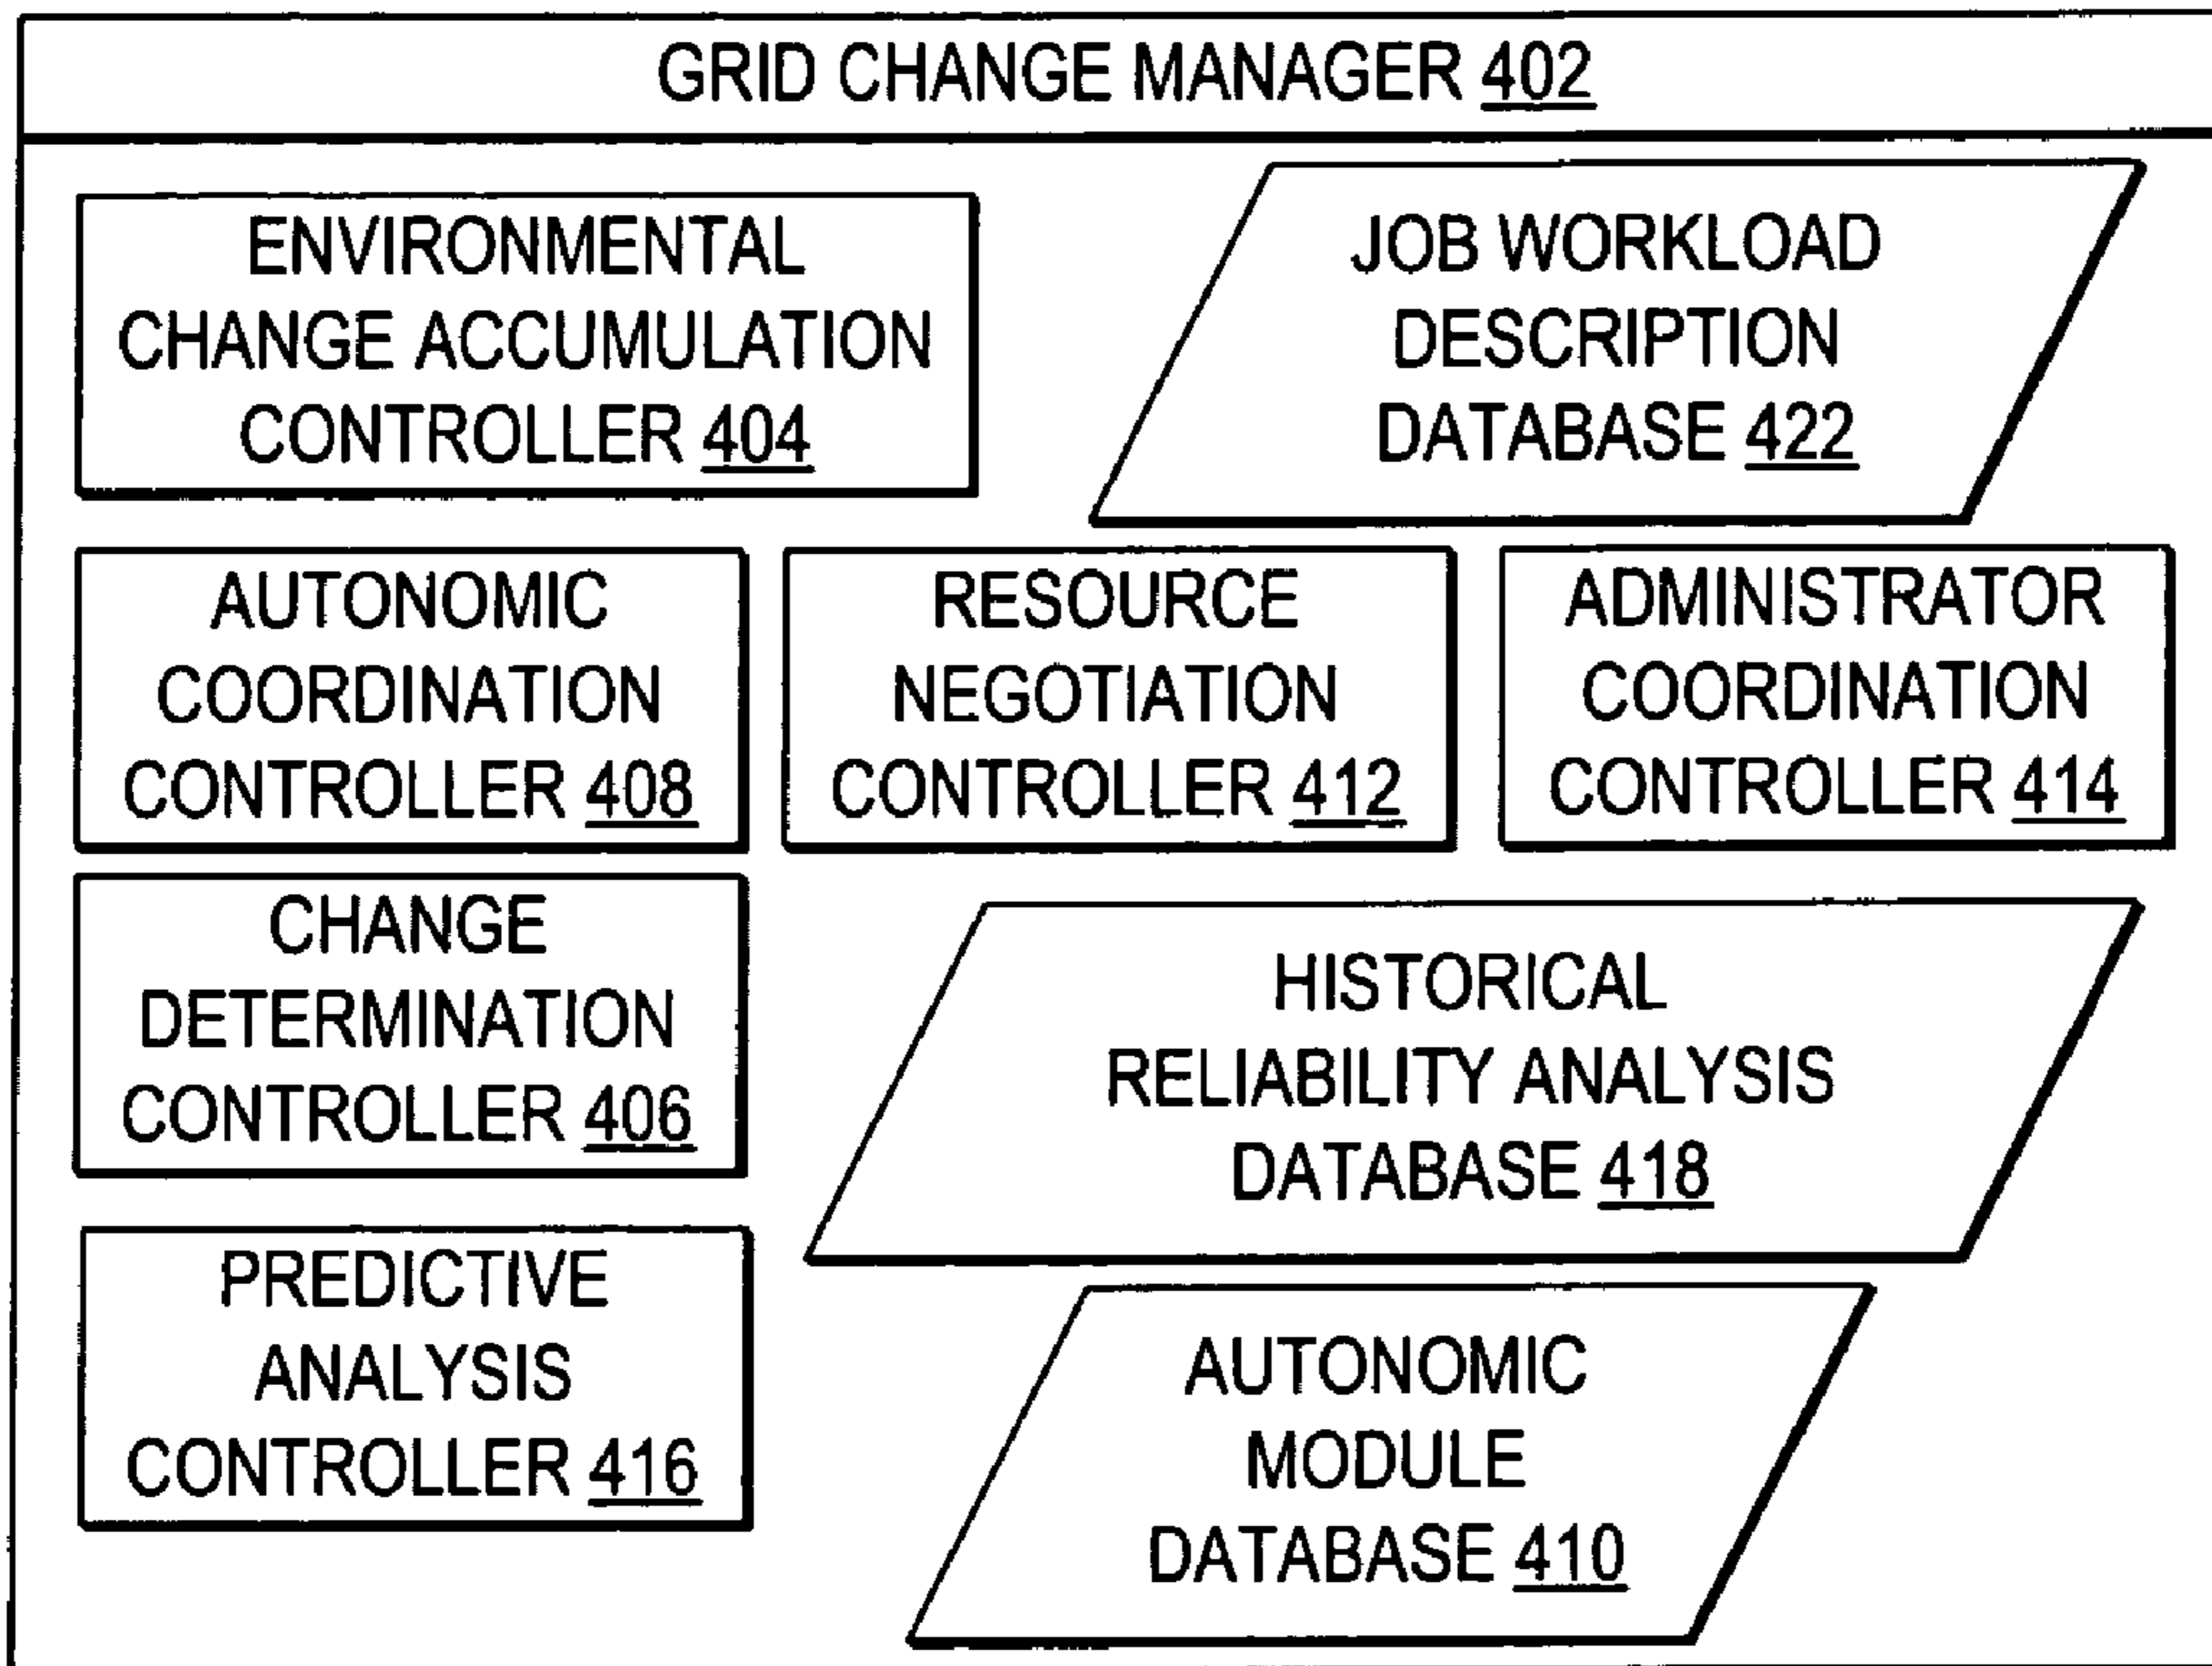 GRID CHANGE MANAGER 402
ENVIRONMENTAL
CHANGE ACCUMULATION
CONTROLLER 404
JOB WORKLOAD
DESCRIPTION
DATABASE 422
AUTONOMIC
COORDINATION
CONTROLLER 408
RESOURCE
NEGOTIATION
CONTROLLER 412
ADMINISTRATOR
COORDINATION
CONTROLLER 414
CHANGE
DETERMINATION
CONTROLLER 406
HISTORICAL
RELIABILITY ANALYSIS
DATABASE 418
PREDICTIVE
ANALYSIS
CONTROLLER 416
AUTONOMIC
MODULE
DATABASE 410